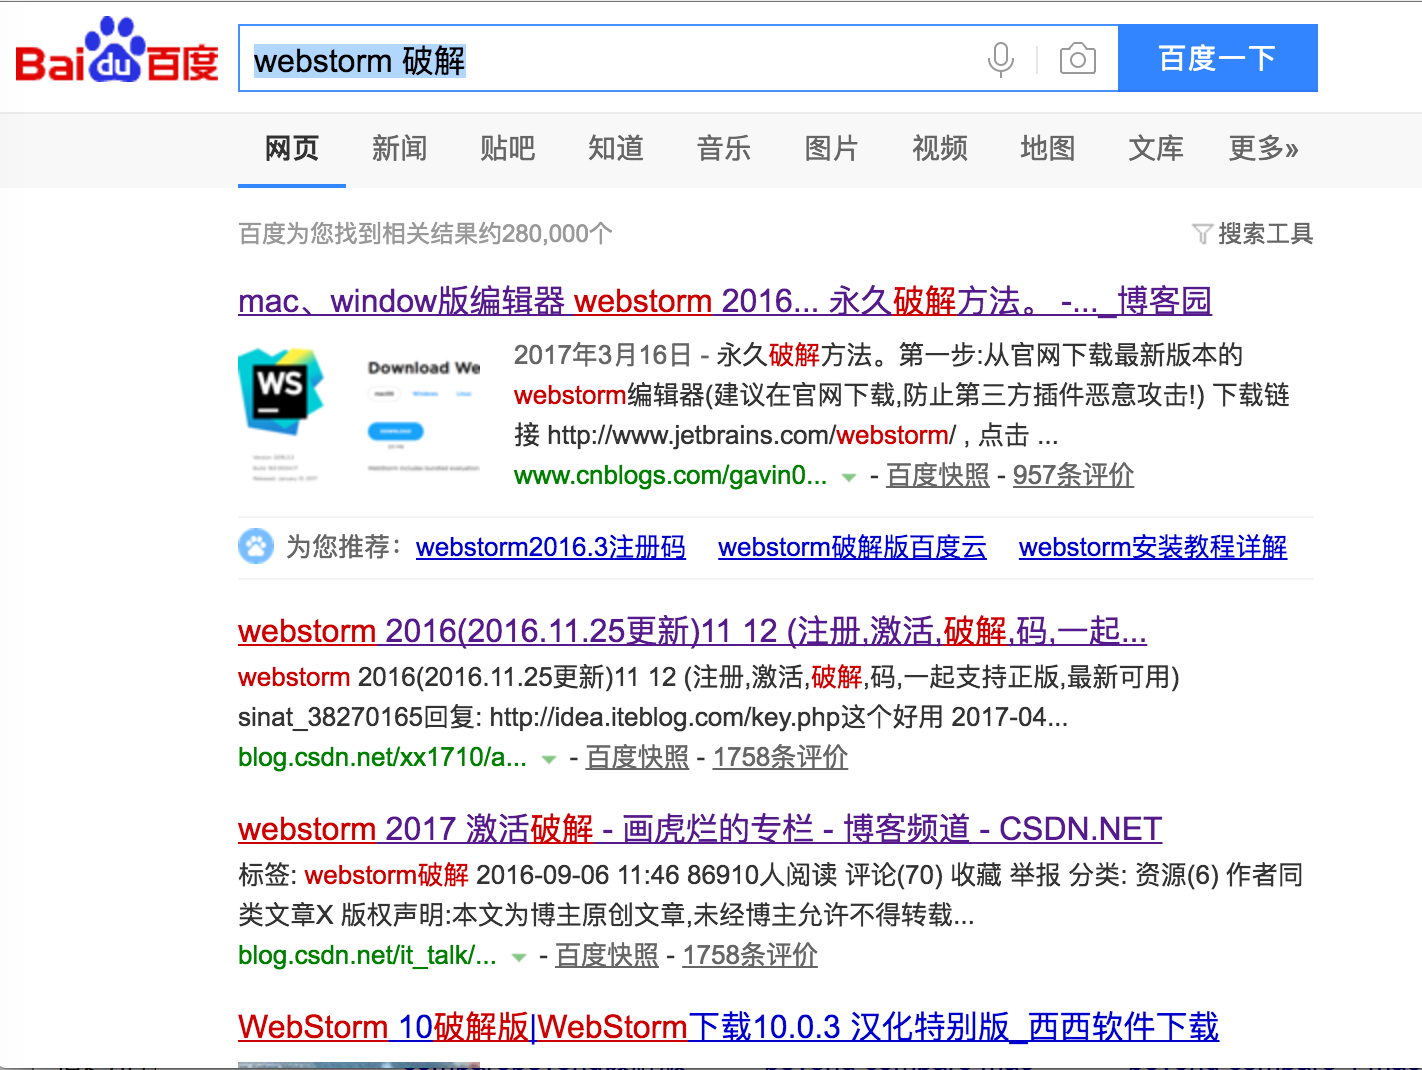 Bai du 百度 webstorm 破解 百度一下
网页 新闻 贴吧 知道 音乐 图片 视频 地图 文库 更多»
百度为您找到相关结果约280,000个 搜索工具
mac、window版编辑器 webstorm 2016... 永久破解方法。 -..._博客园
WS
Download We
macOS Windows Linux
DOWNLOAD
WebStorm includes bundled evaluation
2017年3月16日 - 永久破解方法。第一步:从官网下载最新版本的
webstorm编辑器(建议在官网下载,防止第三方插件恶意攻击!) 下载链
接 http://www.jetbrains.com/webstorm/ , 点击 ...
www.cnblogs.com/gavin0... - 百度快照 - 957条评价
为您推荐： webstorm2016.3注册码 webstorm破解版百度云 webstorm安装教程详解
webstorm 2016(2016.11.25更新)11 12 (注册,激活,破解,码,一起...
webstorm 2016(2016.11.25更新)11 12 (注册,激活,破解,码,一起支持正版,最新可用)
sinat_38270165回复: http://idea.iteblog.com/key.php这个好用 2017-04...
blog.csdn.net/xx1710/a... - 百度快照 - 1758条评价
webstorm 2017 激活破解 - 画虎烂的专栏 - 博客频道 - CSDN.NET
标签: webstorm破解 2016-09-06 11:46 86910人阅读 评论(70) 收藏 举报 分类: 资源(6) 作者同
类文章X 版权声明:本文为博主原创文章,未经博主允许不得转载...
blog.csdn.net/it_talk/... - 百度快照 - 1758条评价
WebStorm 10破解版|WebStorm下载10.0.3 汉化特别版_西西软件下载